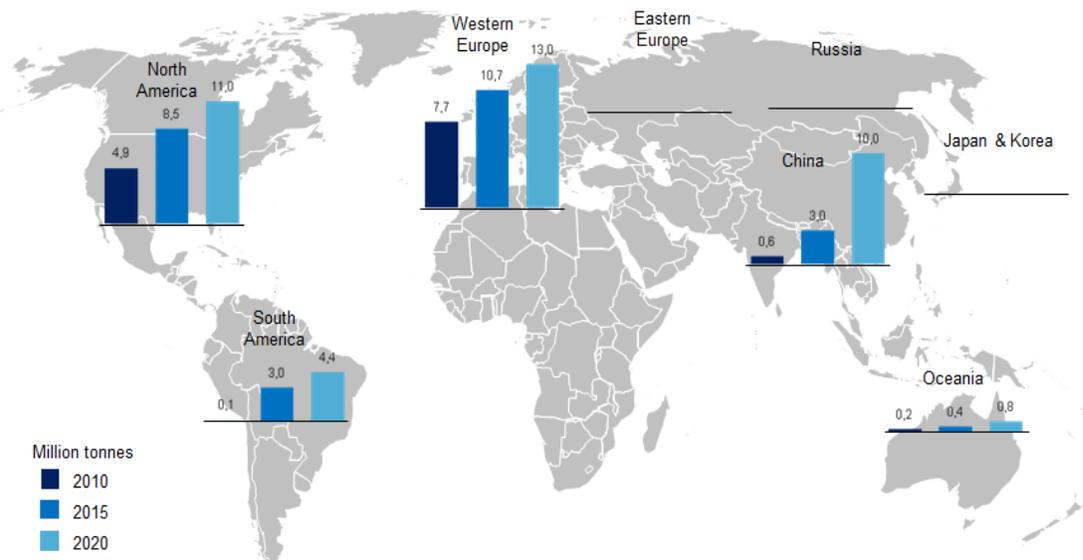 Western
Europe
Eastern
Europe
Russia
North
America
13,0
10,7
7,7
11,0
8,5
4,9
Japan & Korea
China
10,0
3,0
0,6
South
America
4,4
3,0
0,1
Oceania
0,2
0,4
0,8
Million tonnes
2010
2015
2020